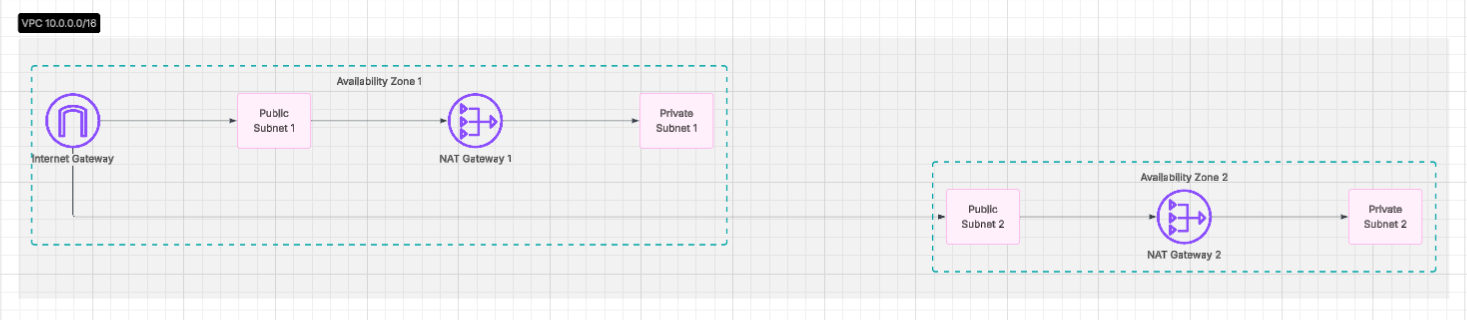 VPC 10.0.0.0/16
Availability Zone 1
Public
Subnet 1
Private
Subnet 1
Internet Gateway
NAT Gateway 1
Availability Zone 2
Public
Subnet 2
Private
Subnet 2
NAT Gateway 2